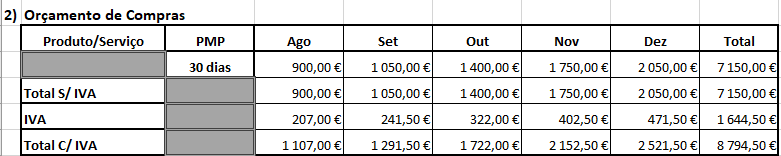 2) Orçamento de Compras
Produto/Serviço PMP Ago Set Out Nov Dez Total
30 dias 900,00 € 1 050,00 € 1 400,00 € 1 750,00 € 2 050,00 € 7 150,00 €
Total S/ IVA 900,00 € 1 050,00 € 1 400,00 € 1 750,00 € 2 050,00 € 7 150,00 €
IVA 207,00 € 241,50 € 322,00 € 402,50 € 471,50 € 1 644,50 €
Total C/ IVA 1 107,00 € 1 291,50 € 1 722,00 € 2 152,50 € 2 521,50 € 8 794,50 €